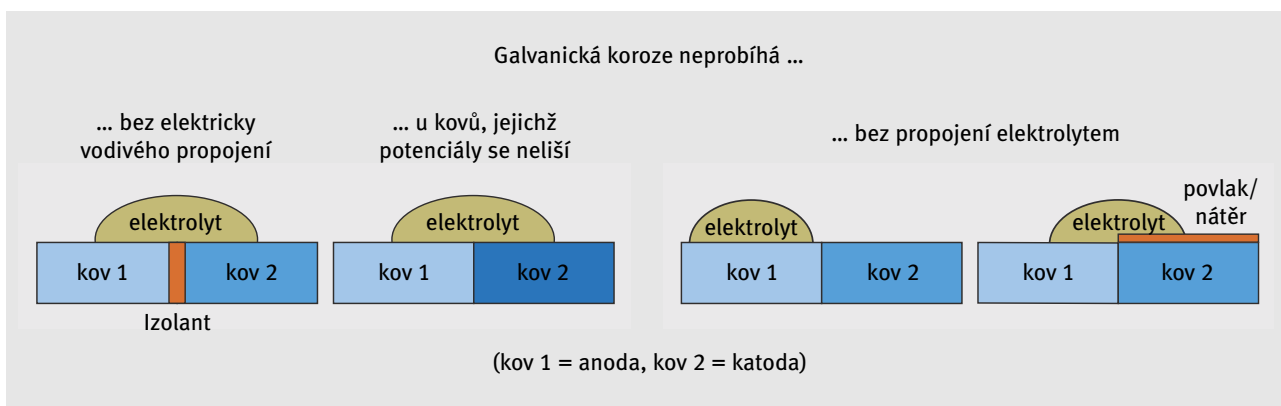 Galvanická koroze neprobíhá ...
... bez elektricky
vodivého propojení
... u kovů, jejichž
potenciály se neliší
... bez propojení elektrolytem
elektrolyt
kov 1
kov 2
Izolant
elektrolyt
kov 1
kov 2
elektrolyt
kov 1
kov 2
povlak/
nátěr
elektrolyt
kov 1
kov 2
(kov 1 = anoda, kov 2 = katoda)